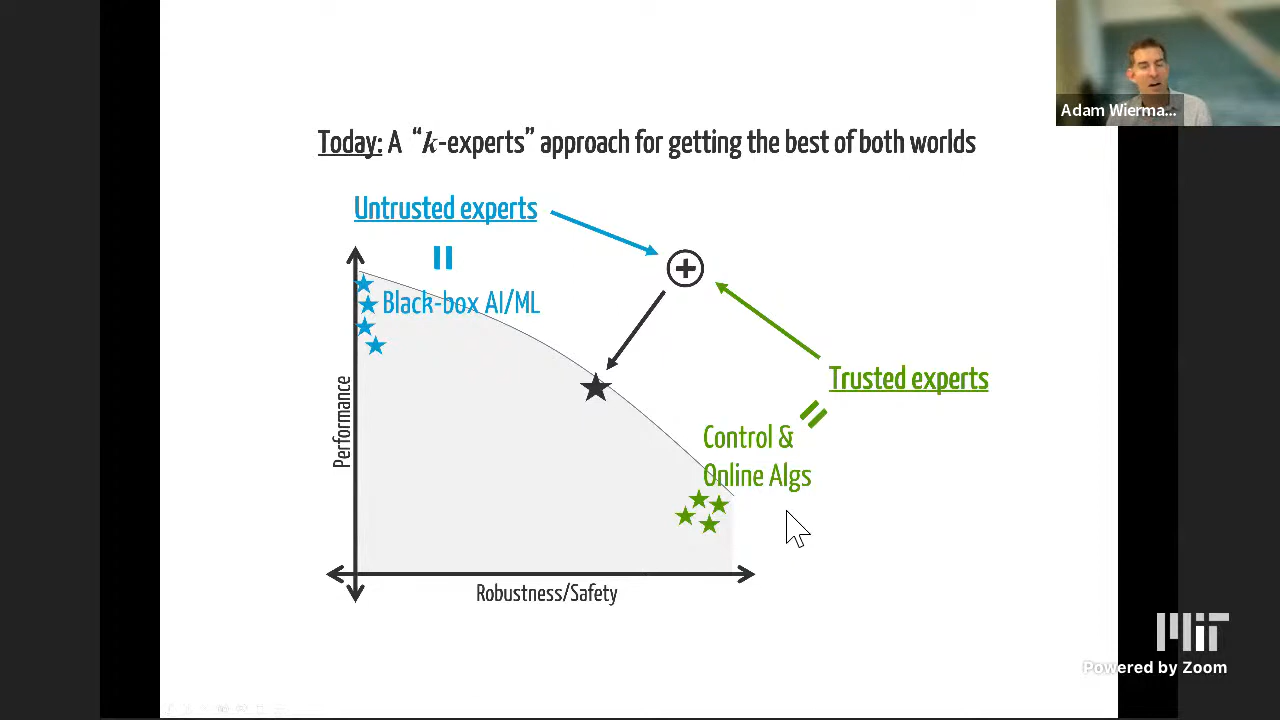 Adam Wierma...
Today: A “k-experts” approach for getting the best of both worlds
Untrusted experts
Black-box AI/ML
Trusted experts
Control &
Online Algs
Performance
Robustness/Safety
MIT
Powered by Zoom